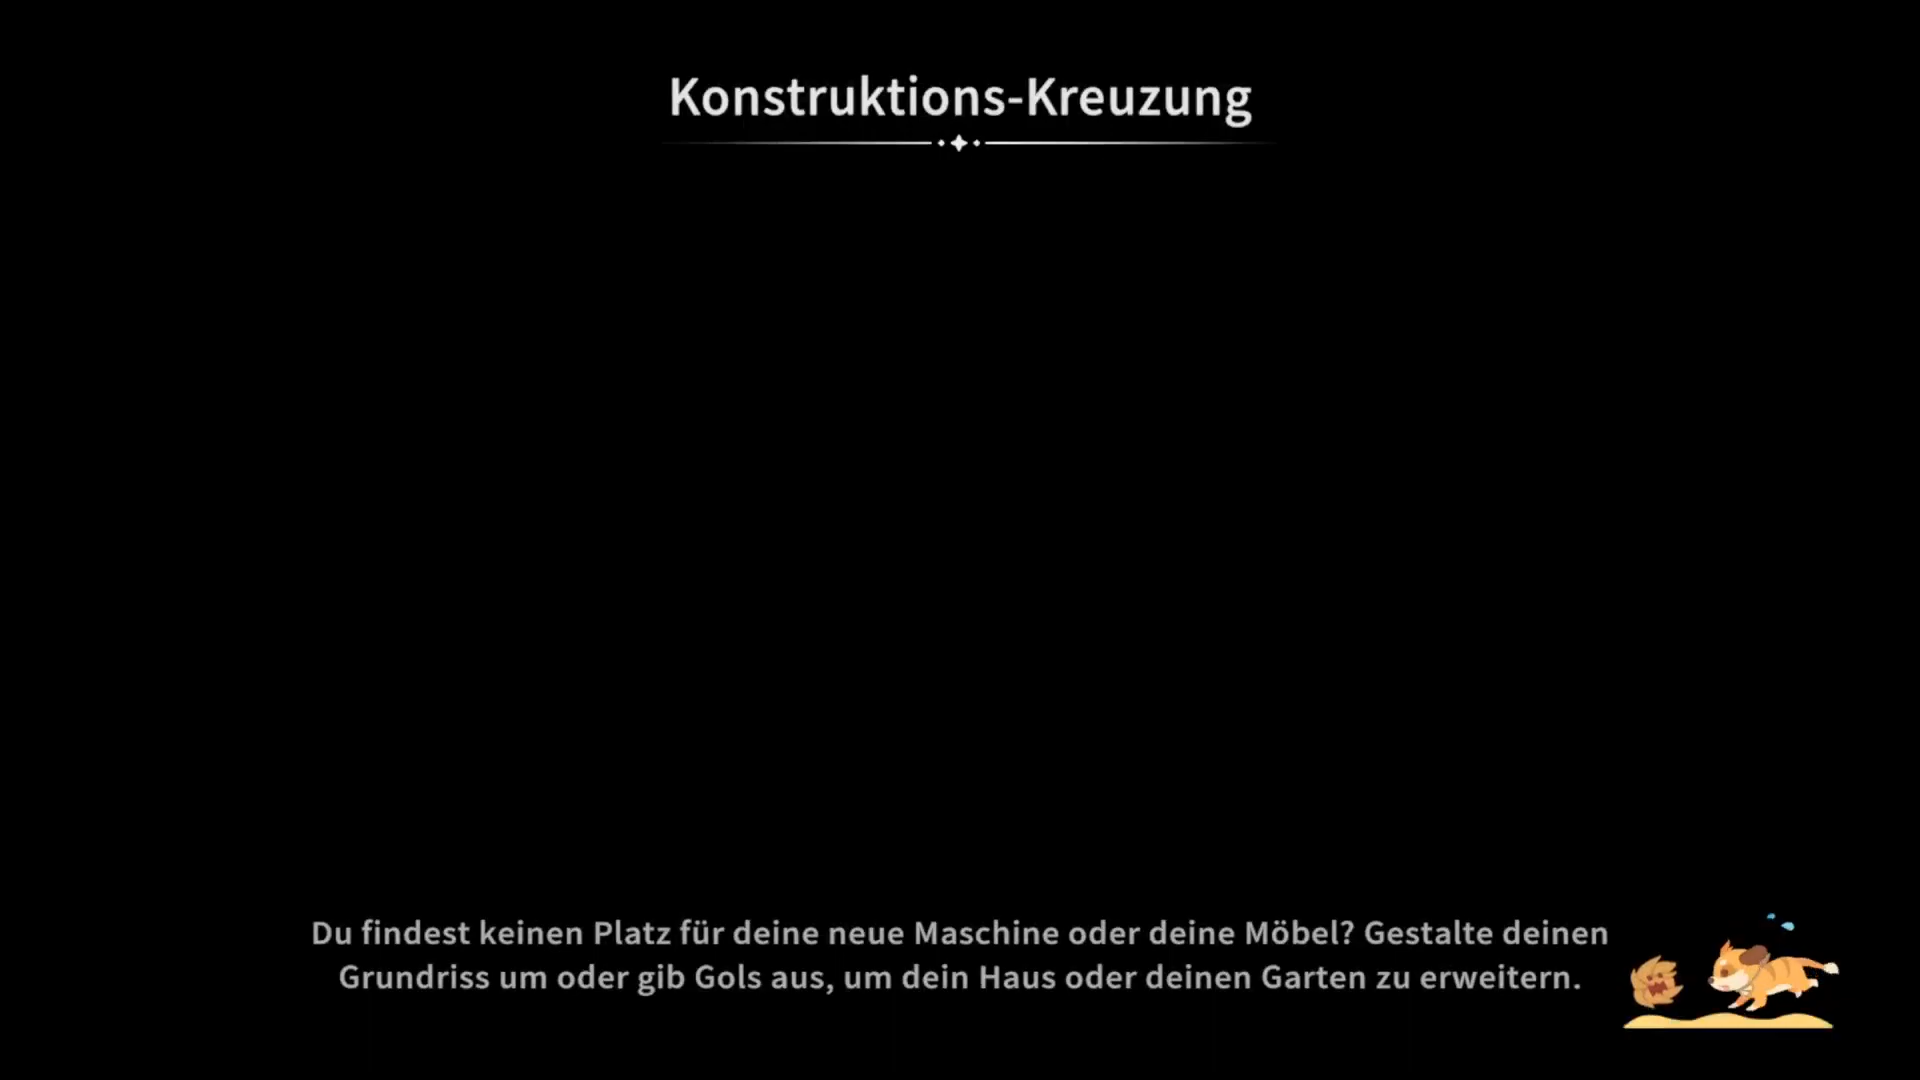 Konstruktions-Kreuzung
Du findest keinen Platz für deine neue Maschine oder deine Möbel? Gestalte deinen
Grundriss um oder gib Gols aus, um dein Haus oder deinen Garten zu erweitern.